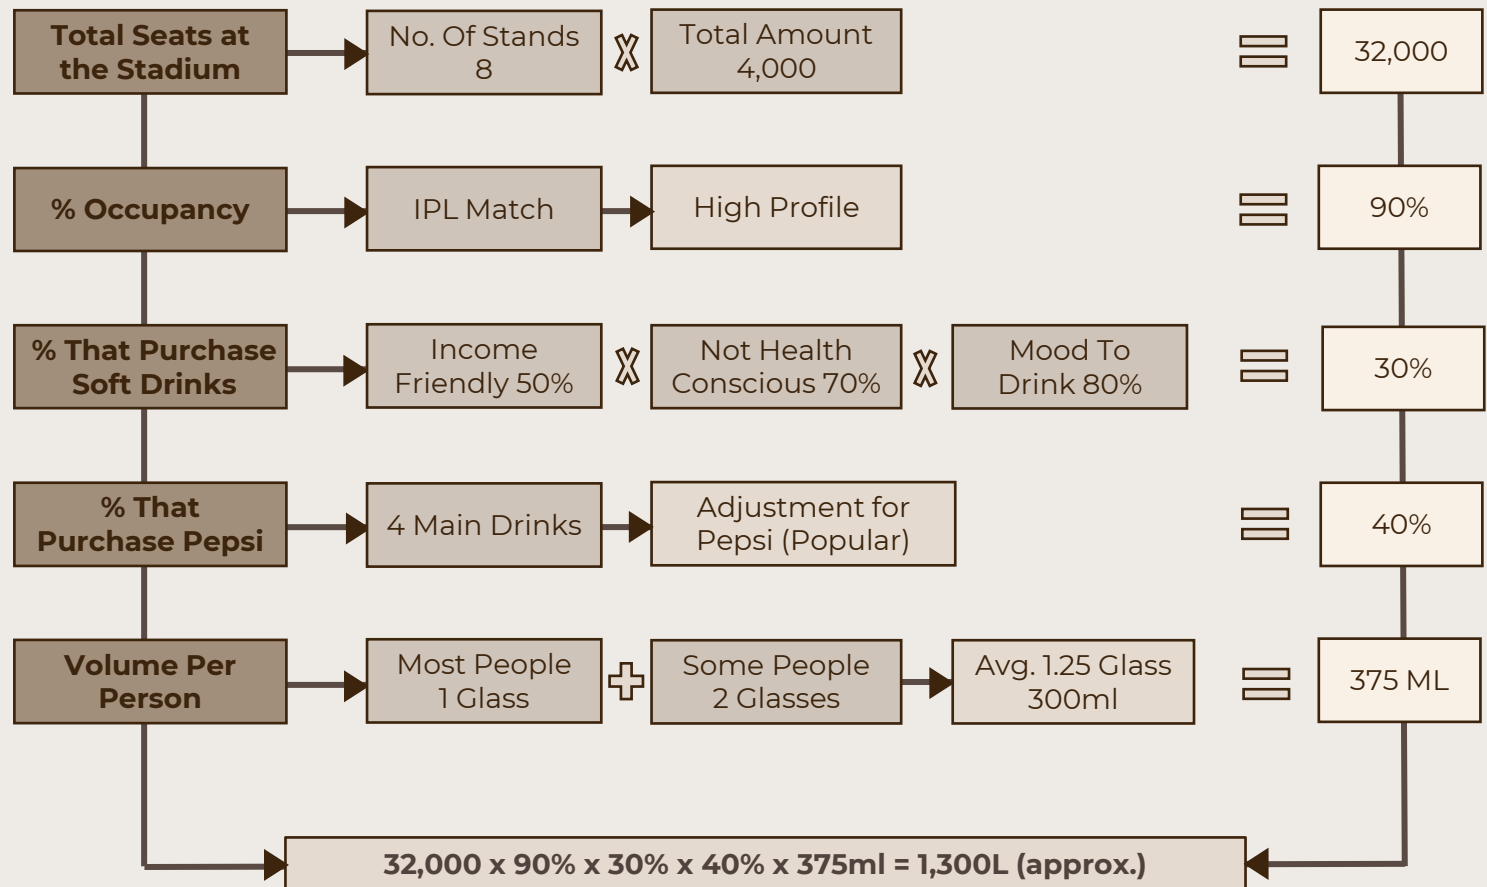 Total Seats at
the Stadium
No. Of Stands
8
x
Total Amount
4,000
=
32,000
% Occupancy
IPL Match
High Profile
=
90%
% That Purchase
Soft Drinks
Income
Friendly 50%
x
Not Health
Conscious 70%
x
Mood To
Drink 80%
=
30%
% That
Purchase Pepsi
4 Main Drinks
Adjustment for
Pepsi (Popular)
=
40%
Volume Per
Person
Most People
1 Glass
+
Some People
2 Glasses
Avg. 1.25 Glass
300ml
=
375 ML
32,000 x 90% x 30% x 40% x 375ml = 1,300L (approx.)